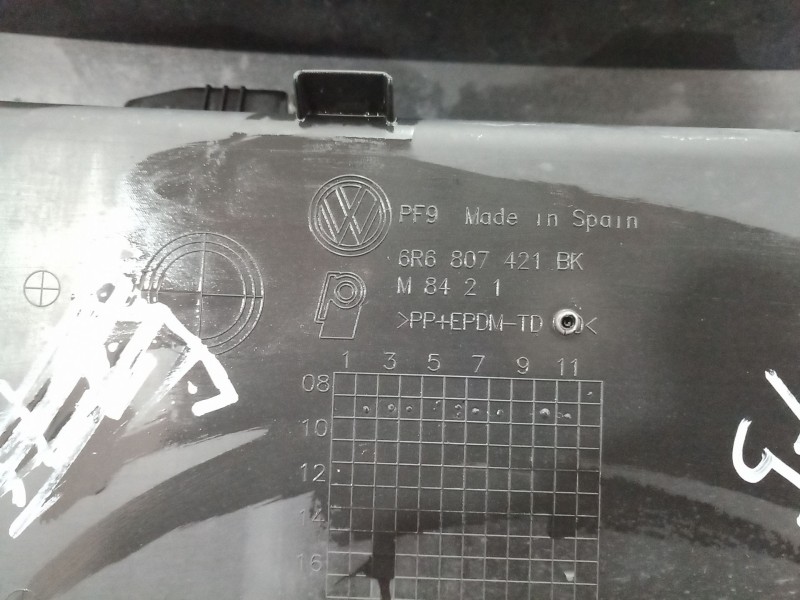 PF9 Made in Spain
6R6 807 421 BK
M 84 2 1
>PP+EPDM-TD <
1 3 5 7 9 11
08
10
12
14
16